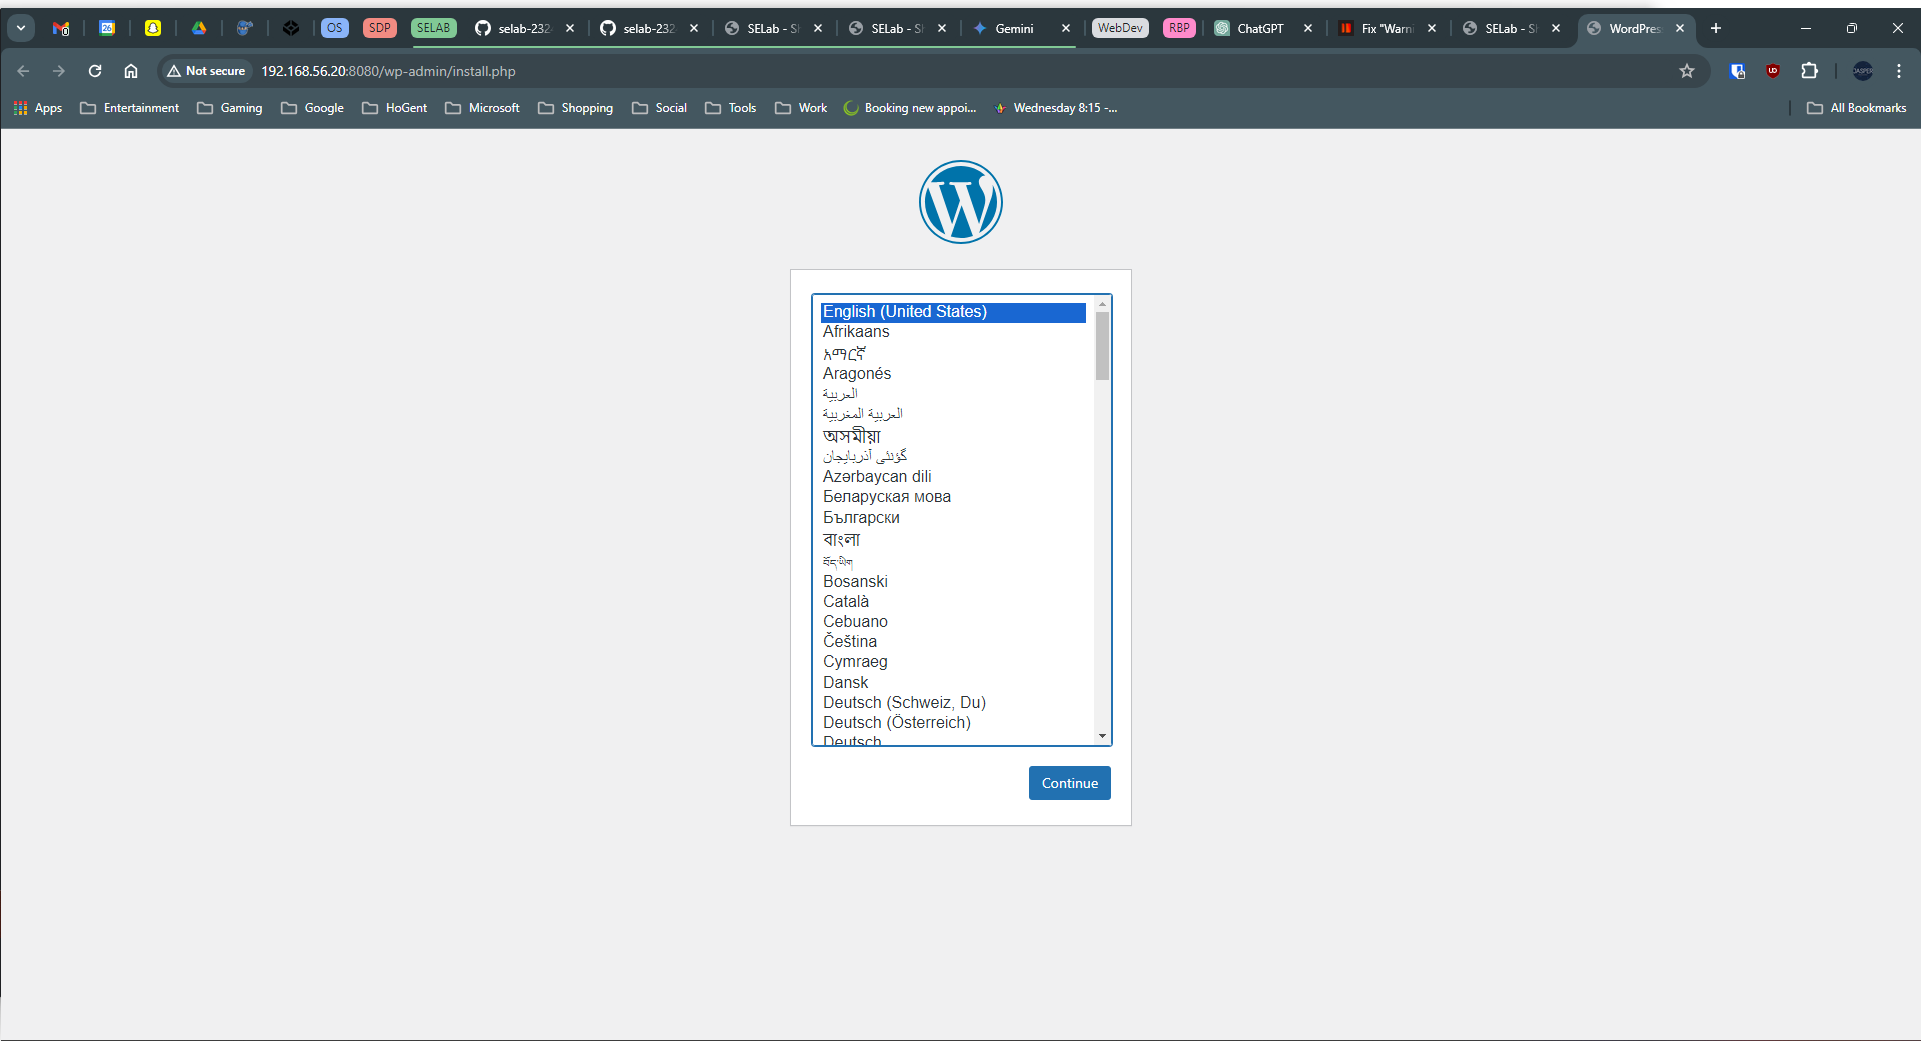 OS SDP SELAB selab-232 selab-232 SELab - S SELab - S Gemini WebDev RBP ChatGPT Fix "Warni SELab - S WordPres
Not secure 192.168.56.20:8080/wp-admin/install.php
Apps Entertainment Gaming Google HoGent Microsoft Shopping Social Tools Work Booking new appoi... Wednesday 8:15 -... All Bookmarks
English (United States)
Afrikaans
አማርኛ
Aragonés
العربية
العربية المغربية
অসমীয়া
گؤنئی آذربایجان
Azərbaycan dili
Беларуская мова
Български
বাংলা
བོད་ཡིག
Bosanski
Català
Cebuano
Čeština
Cymraeg
Dansk
Deutsch (Schweiz, Du)
Deutsch (Österreich)
Deutsch
Continue